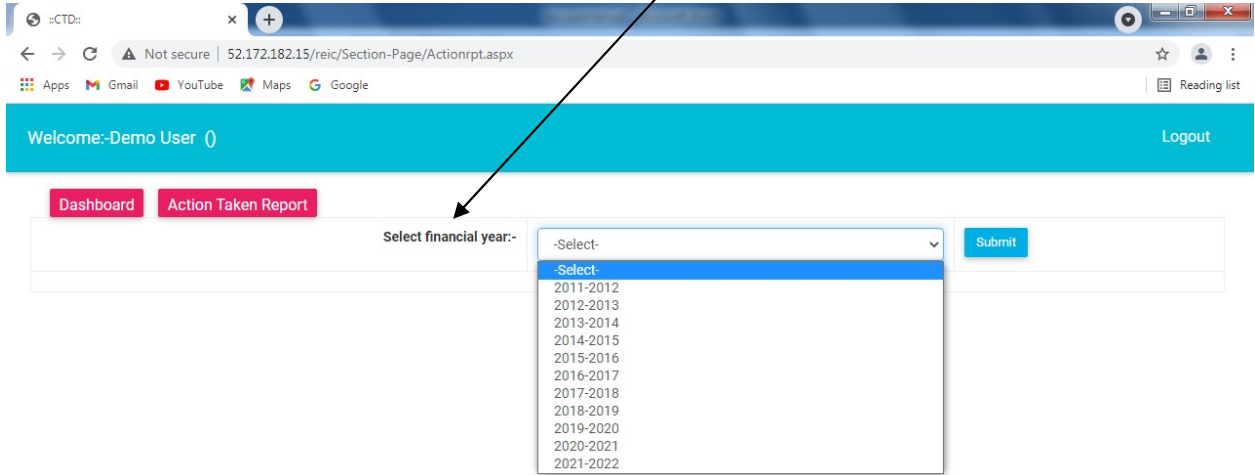 ::CTD::
Not secure | 52.172.182.15/reic/Section-Page/Actionrpt.aspx
Apps Gmail YouTube Maps Google Reading list
Welcome:-Demo User () Logout
Dashboard Action Taken Report
Select financial year:- -Select- Submit
-Select-
2011-2012
2012-2013
2013-2014
2014-2015
2015-2016
2016-2017
2017-2018
2018-2019
2019-2020
2020-2021
2021-2022